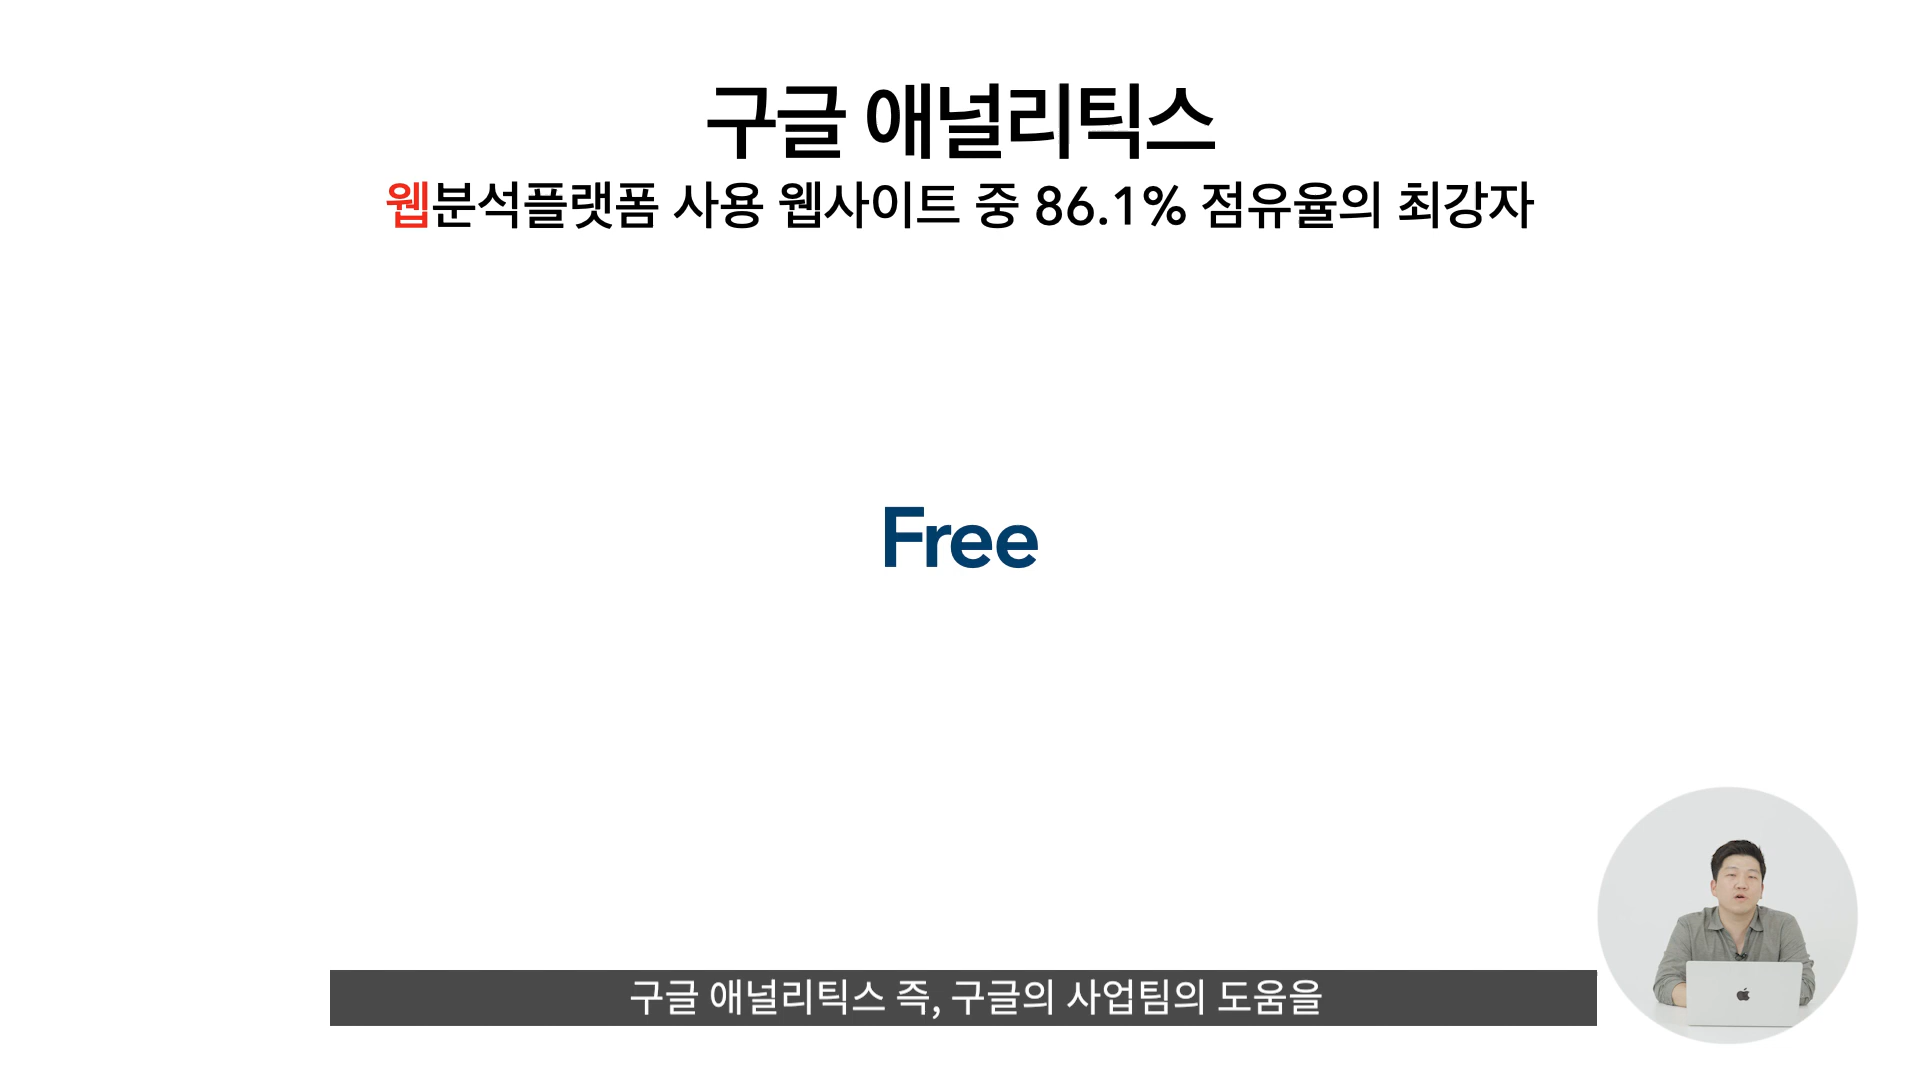 구글 애널리틱스
웹분석플랫폼 사용 웹사이트 중 86.1% 점유율의 최강자
Free
구글 애널리틱스 즉, 구글의 사업팀의 도움을